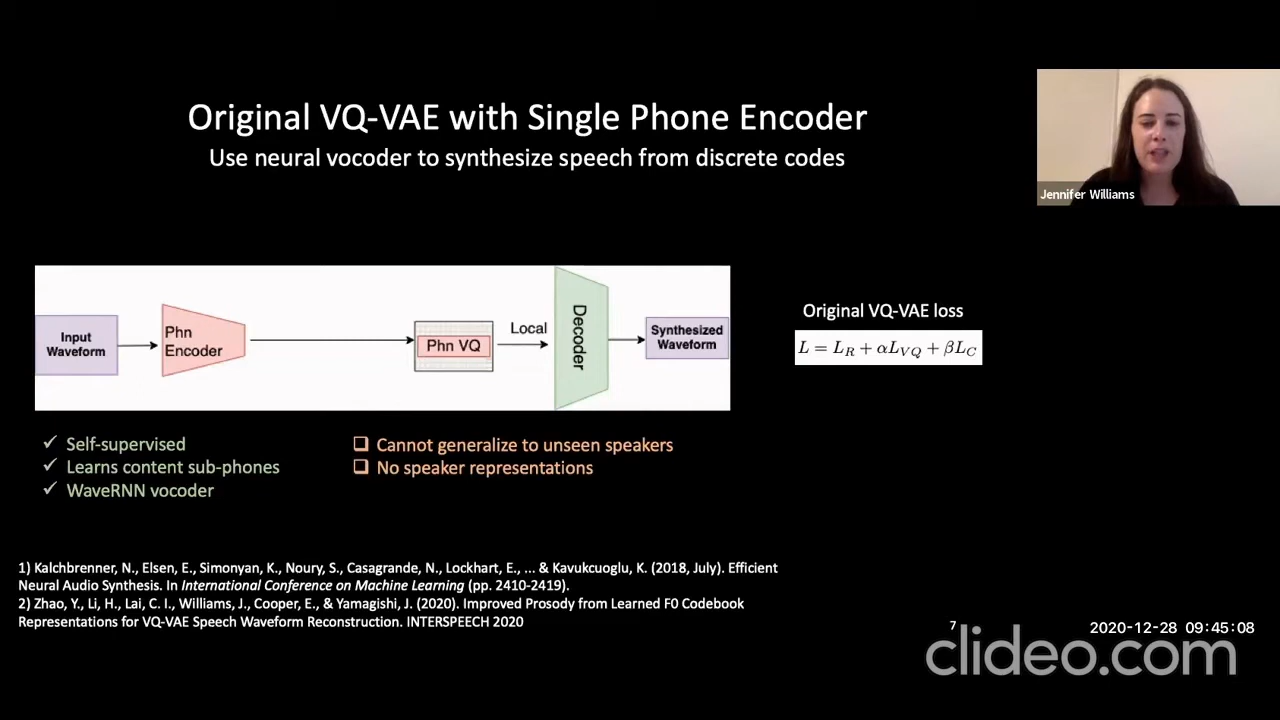 Original VQ-VAE with Single Phone Encoder
Use neural vocoder to synthesize speech from discrete codes
Jennifer Williams
Input
Waveform
Phn
Encoder
Phn VQ
Local
Decoder
Synthesized
Waveform
Original VQ-VAE loss
L = L_R + αL_{VQ} + βL_C
✓ Self-supervised
✓ Learns content sub-phones
✓ WaveRNN vocoder
❑ Cannot generalize to unseen speakers
❑ No speaker representations
1) Kalchbrenner, N., Elsen, E., Simonyan, K., Noury, S., Casagrande, N., Lockhart, E., ... & Kavukcuoglu, K. (2018, July). Efficient
Neural Audio Synthesis. In International Conference on Machine Learning (pp. 2410-2419).
2) Zhao, Y., Li, H., Lai, C. I., Williams, J., Cooper, E., & Yamagishi, J. (2020). Improved Prosody from Learned F0 Codebook
Representations for VQ-VAE Speech Waveform Reconstruction. INTERSPEECH 2020
7
2020-12-28 09:45:08
clideo.com